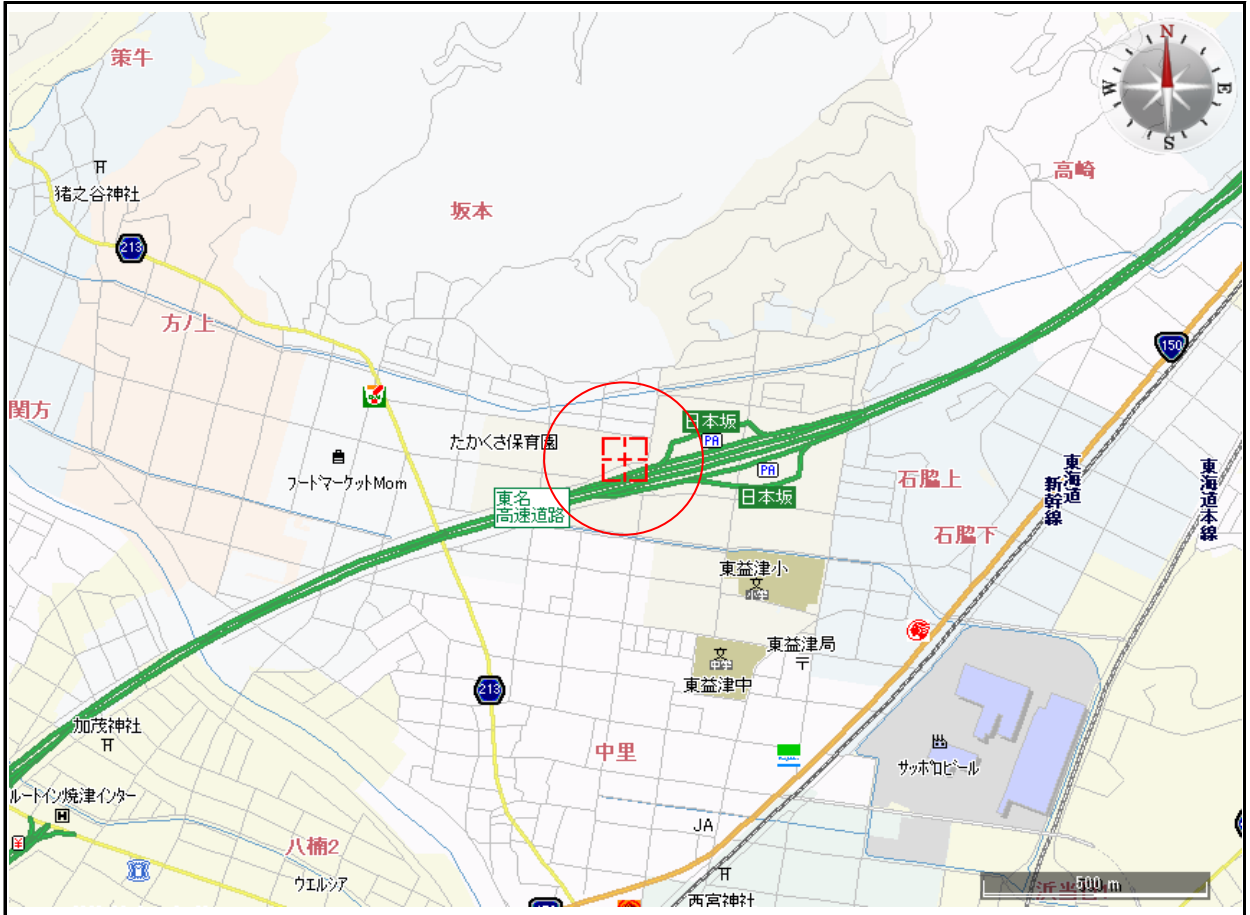 策牛
N
W
E
S
高崎
猪之谷神社
坂本
213
方ノ上
150
関方
日本坂
PA
たかくさ保育園
PA
フードマーケットMom
東名
高速道路
日本坂
石脇上
東海道
新幹線
東海道本線
石脇下
東益津小
東益津局
東益津中
213
加茂神社
中里
サッポロビール
ルートイン焼津インター
H
JA
八楠2
ウエルシア
500 m
西宮神社